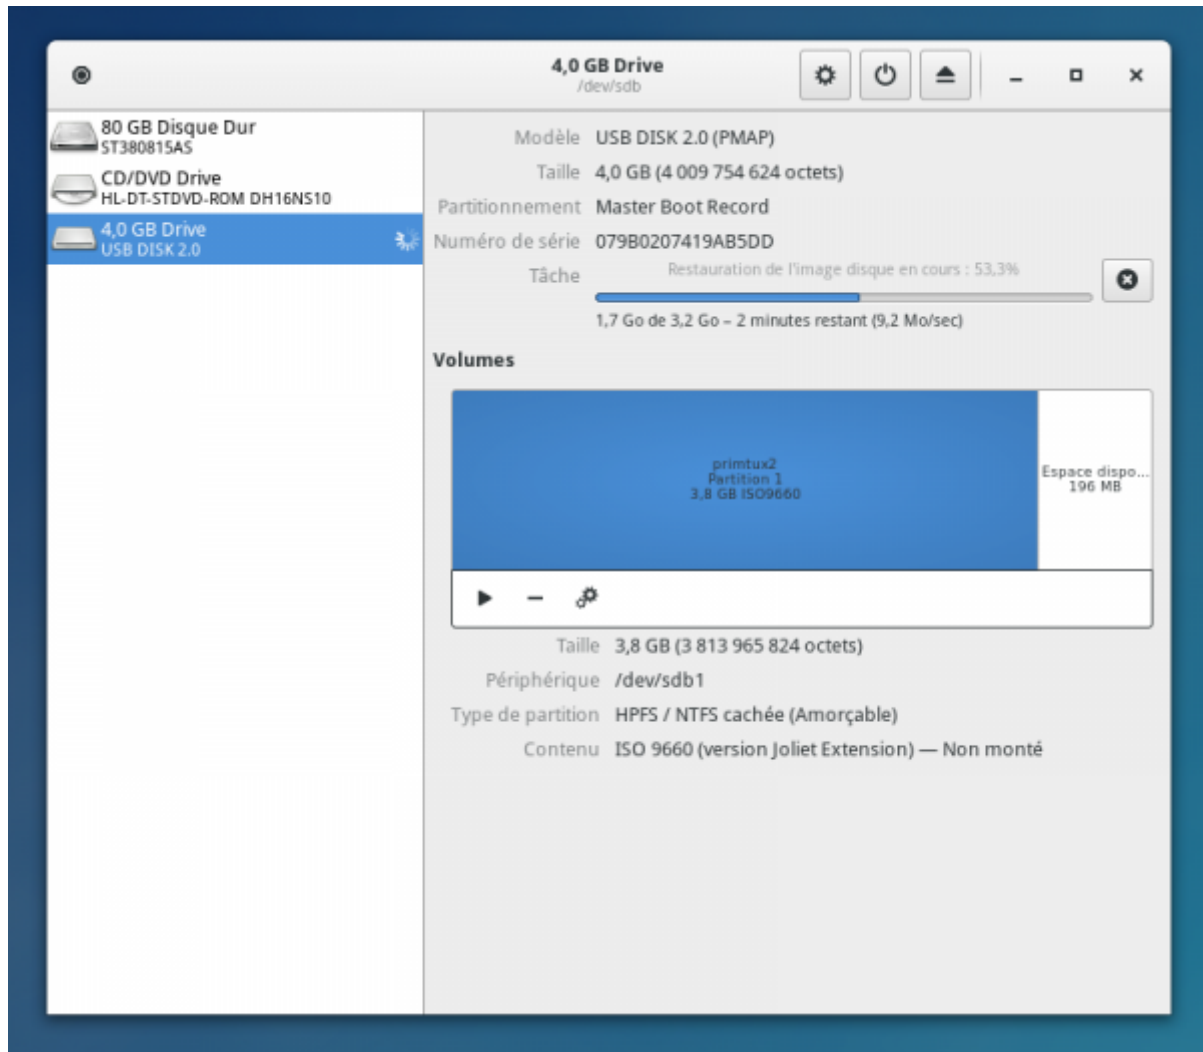 4,0 GB Drive
/dev/sdb
80 GB Disque Dur
ST380815AS
CD/DVD Drive
HL-DT-STDVD-ROM DH16NS10
4,0 GB Drive
USB DISK 2.0
Modèle USB DISK 2.0 (PMAP)
Taille 4,0 GB (4 009 754 624 octets)
Partitionnement Master Boot Record
Numéro de série 079B0207419AB5DD
Tâche Restauration de l'image disque en cours : 53,3%
1,7 Go de 3,2 Go – 2 minutes restant (9,2 Mo/sec)
Volumes
primtux2
Partition 1
3,8 GB ISO9660
Espace dispo...
196 MB
Taille 3,8 GB (3 813 965 824 octets)
Périphérique /dev/sdb1
Type de partition HPFS / NTFS cachée (Amorçable)
Contenu ISO 9660 (version Joliet Extension) — Non monté